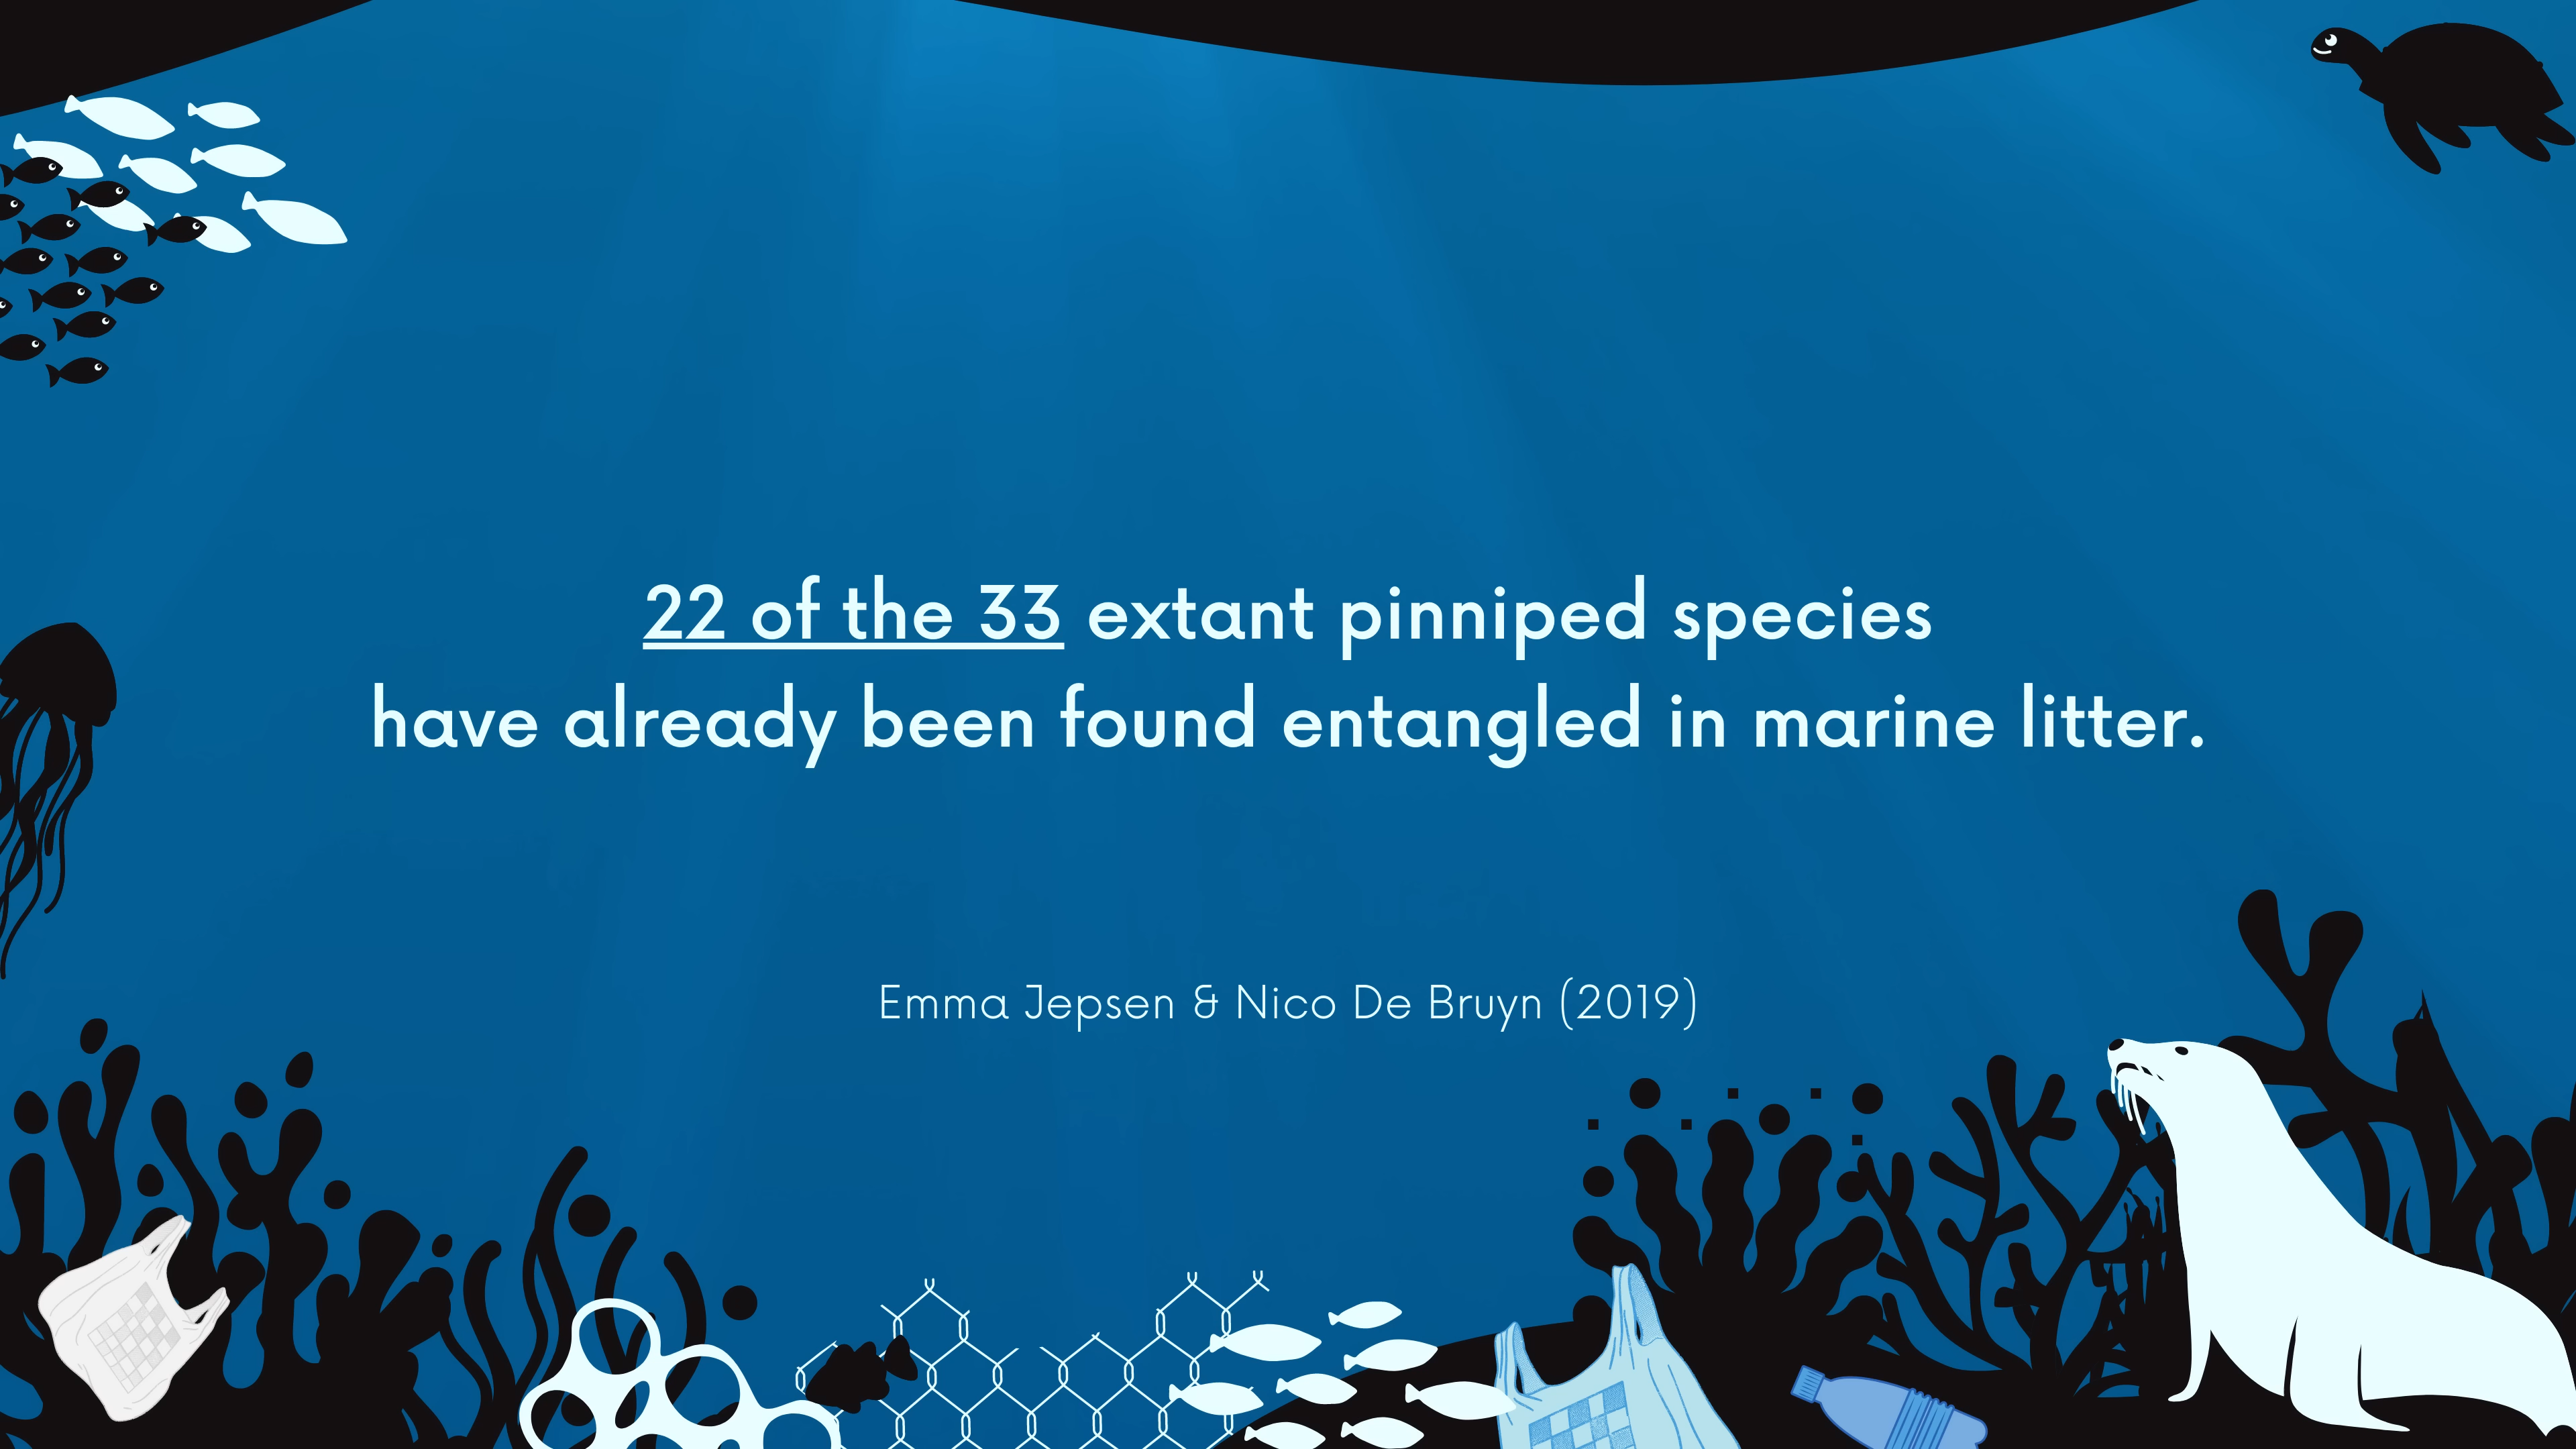 22 of the 33 extant pinniped species
have already been found entangled in marine litter.
Emma Jepsen & Nico De Bruyn (2019)